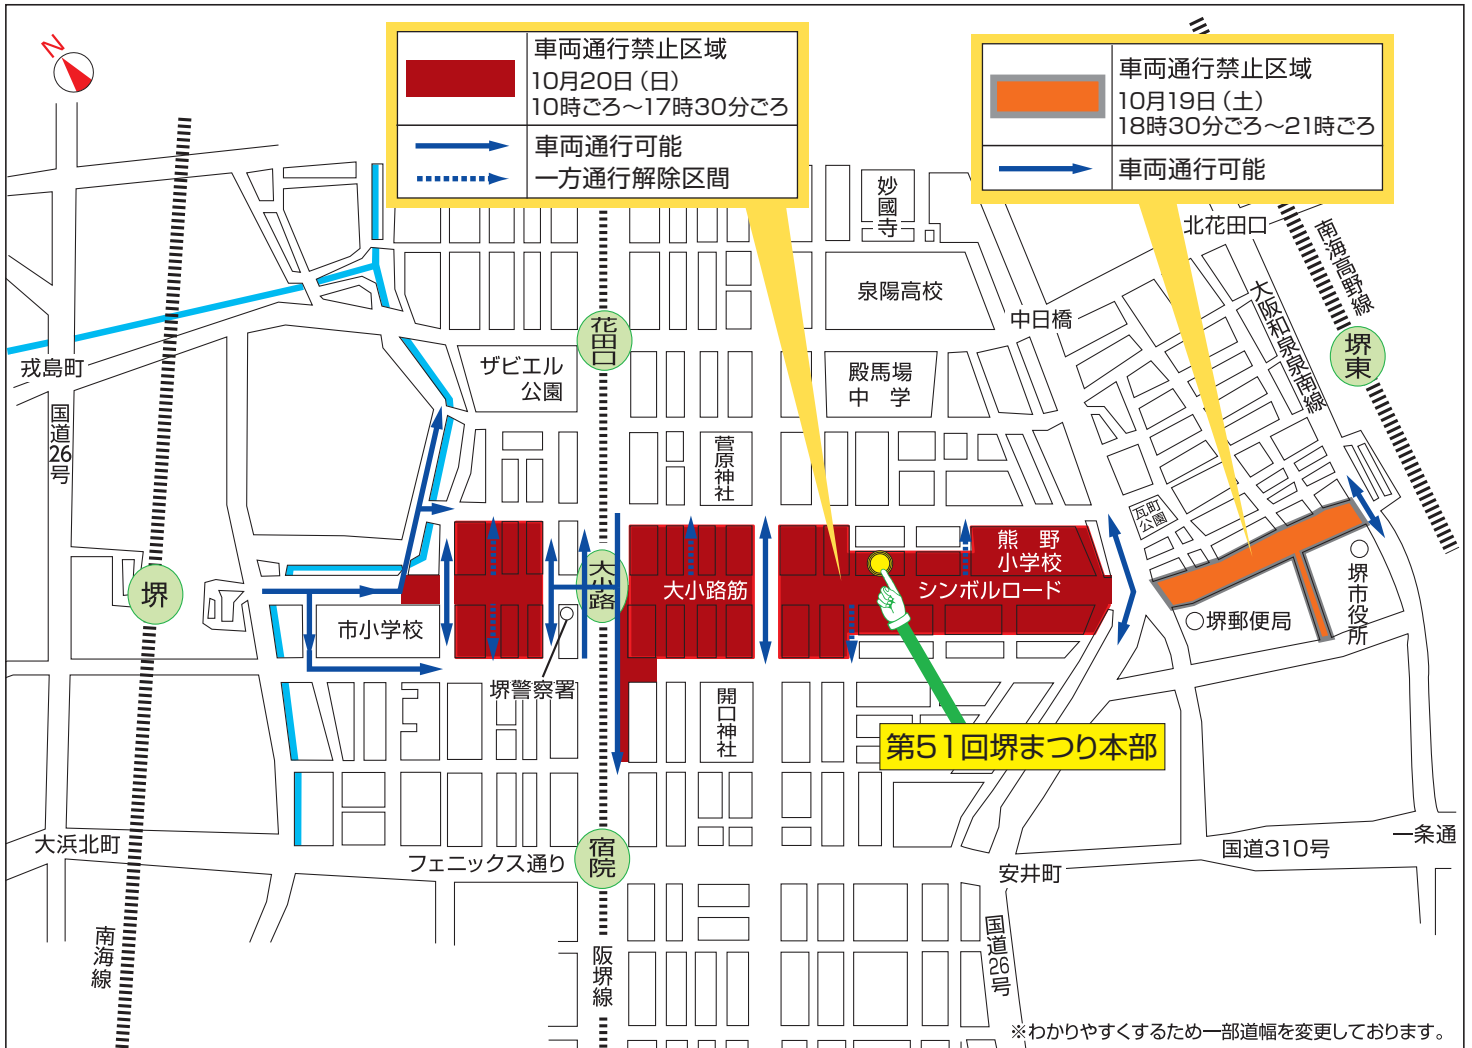 N
車両通行禁止区域
10月20日(日)
10時ごろ～17時30分ごろ
車両通行可能
一方通行解除区間
車両通行禁止区域
10月19日(土)
18時30分ごろ～21時ごろ
車両通行可能
妙國寺
北花田口
南海高野線
泉陽高校
中日橋
大阪和泉泉南線
花田口
堺東
戎島町
ザビエル
公園
殿馬場
中 学
国道26号
菅原神社
瓦町
公園
熊 野
小学校
堺
大小路
大小路筋
シンボルロード
堺市役所
市小学校
堺郵便局
堺警察署
開口神社
第51回堺まつり本部
大浜北町
フェニックス通り
宿院
安井町
国道310号
一条通
南海線
阪堺線
国道26号
※わかりやすくするため一部道幅を変更しております。